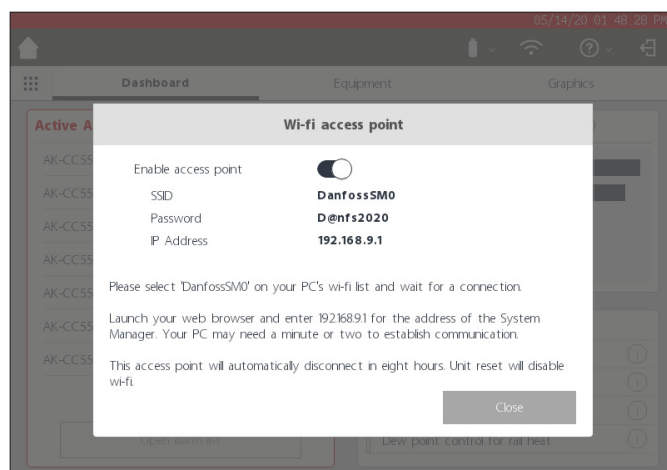 05/14/20 01:48:28 PM
Dashboard Equipment Graphics
Active A
Wi-fi access point
AK-CC55
AK-CC55
AK-CC55
AK-CC55
AK-CC55
AK-CC55
AK-CC55
Enable access point
SSID DanfossSM0
Password D@nfs2020
IP Address 192.168.9.1
Please select 'DanfossSM0' on your PC's wi-fi list and wait for a connection.
Launch your web browser and enter 192.168.9.1 for the address of the System
Manager. Your PC may need a minute or two to establish communication.
This access point will automatically disconnect in eight hours. Unit reset will disable
wi-fi.
Close
Open alarm list
Dew point control for rail heat